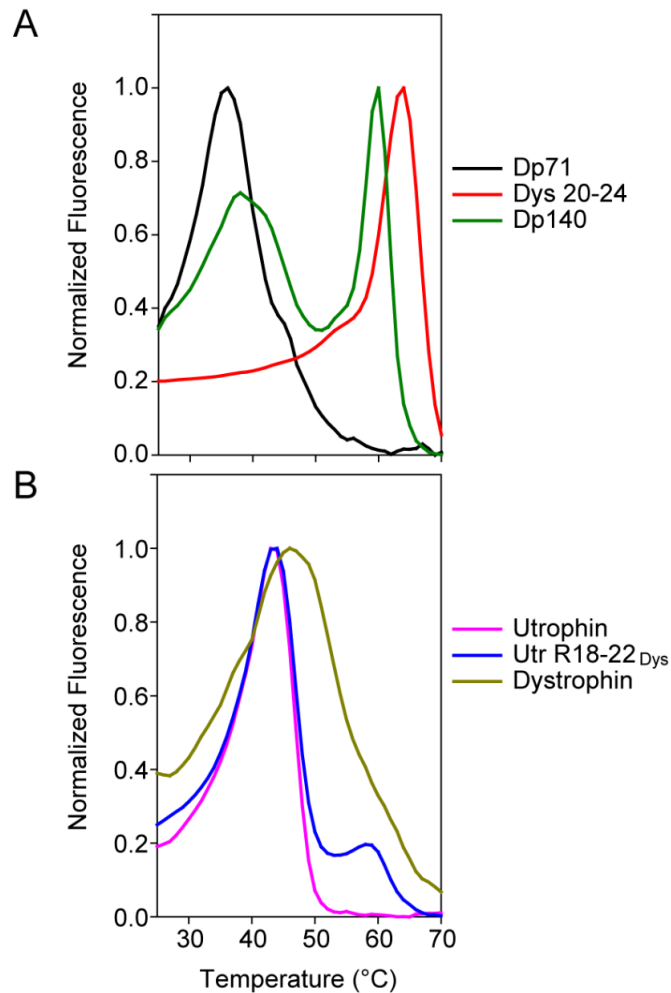 A
Normalized Fluorescence
1.0
0.8
0.6
0.4
0.2
0.0
Dp71
Dys 20-24
Dp140
B
Normalized Fluorescence
1.0
0.8
0.6
0.4
0.2
0.0
Utrophin
Utr R18-22 Dys
Dystrophin
30 40 50 60 70
Temperature (°C)